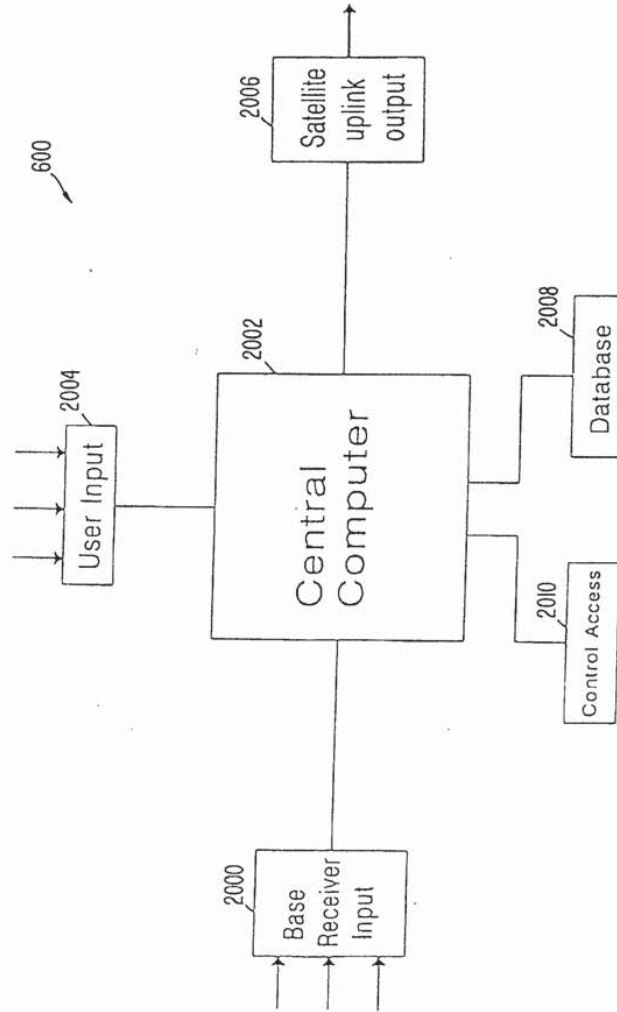 600
2004
User Input
2006
Satellite
uplink
output
2002
Central
Computer
2000
Base
Receiver
Input
2010
Control Access
2008
Database